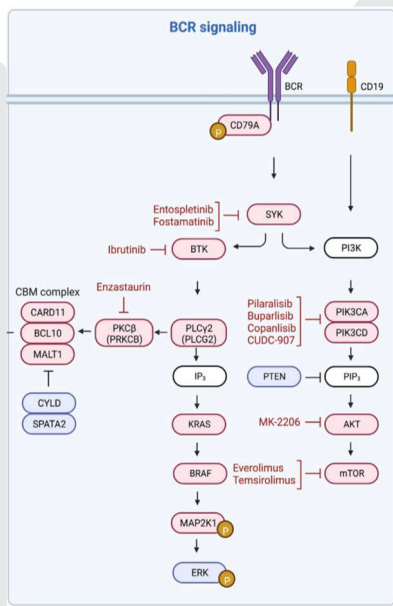 BCR signaling
BCR
CD19
CD79A
P
Entospletinib
Fostamatinib
SYK
Ibrutinib
BTK
PI3K
Enzastaurin
CBM complex
CARD11
BCL10
MALT1
PKCβ
(PRKCB)
PLCγ2
(PLCG2)
Pilaralisib
Buparlisib
Copanlisib
CUDC-907
PIK3CA
PIK3CD
IP₃
PTEN
PIP₃
CYLD
SPATA2
KRAS
MK-2206
AKT
BRAF
Everolimus
Temsirolimus
mTOR
MAP2K1
P
ERK
P